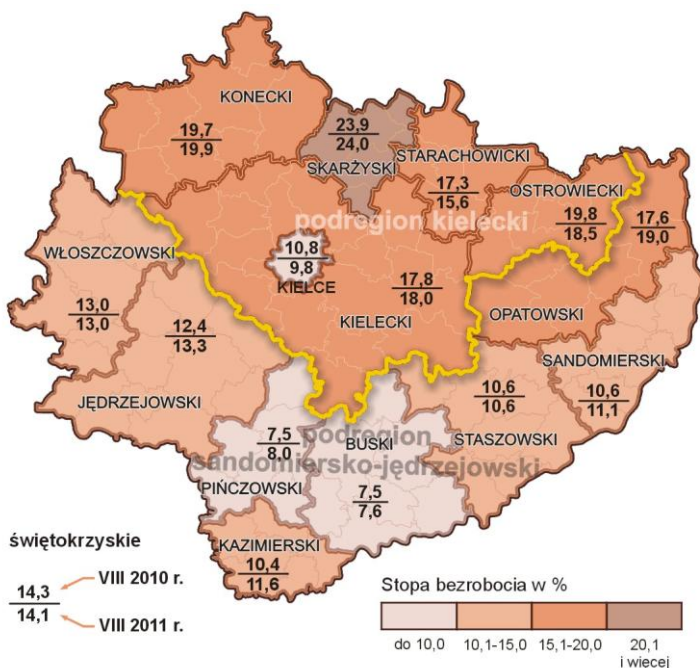 KONECKI
19,7
19,9
23,9
24,0
SKARŻYSKI
STARACHOWICKI
17,3
15,6
OSTROWIECKI
19,8
18,5
17,6
19,0
podregion kielecki
WŁOSZCZOWSKI
13,0
13,0
10,8
9,8
KIELCE
17,8
18,0
KIELECKI
OPATOWSKI
12,4
13,3
JĘDRZEJOWSKI
SANDOMIERSKI
10,6
11,1
10,6
10,6
STASZOWSKI
7,5
8,0
PIŃCZOWSKI
podregion
sandomiersko-jędrzejowski
BUSKI
7,5
7,6
KAZIMIERSKI
10,4
11,6
świętokrzyskie
14,3
14,1
VIII 2010 r.
VIII 2011 r.
Stopa bezrobocia w %
do 10,0 10,1-15,0 15,1-20,0 20,1
i więcej